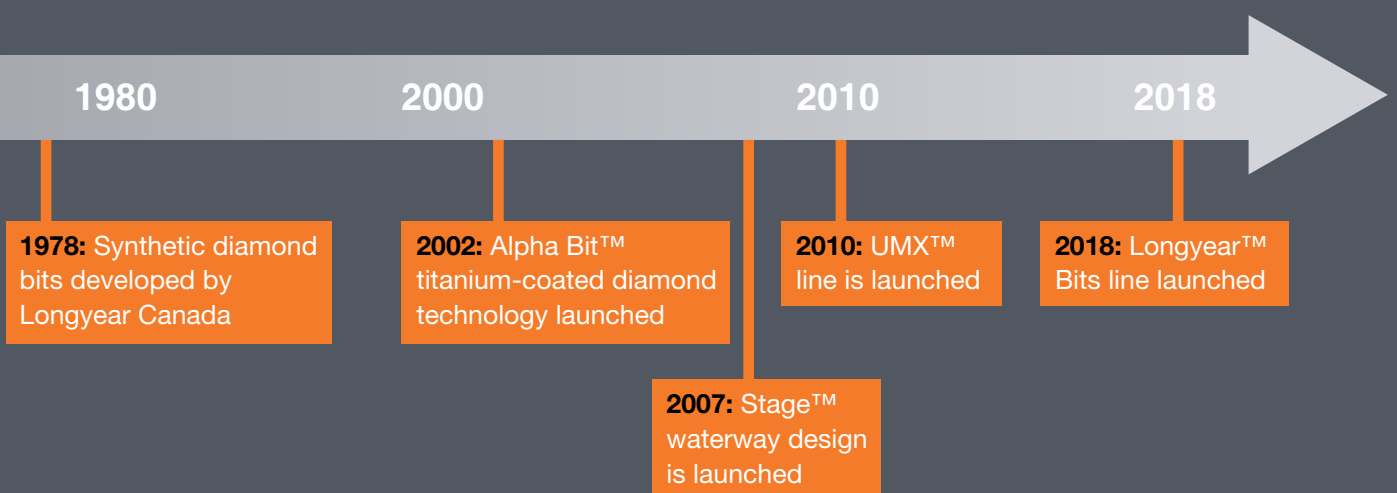 1980
2000
2010
2018
1978: Synthetic diamond
bits developed by
Longyear Canada
2002: Alpha Bit™
titanium-coated diamond
technology launched
2007: Stage™
waterway design
is launched
2010: UMX™
line is launched
2018: Longyear™
Bits line launched